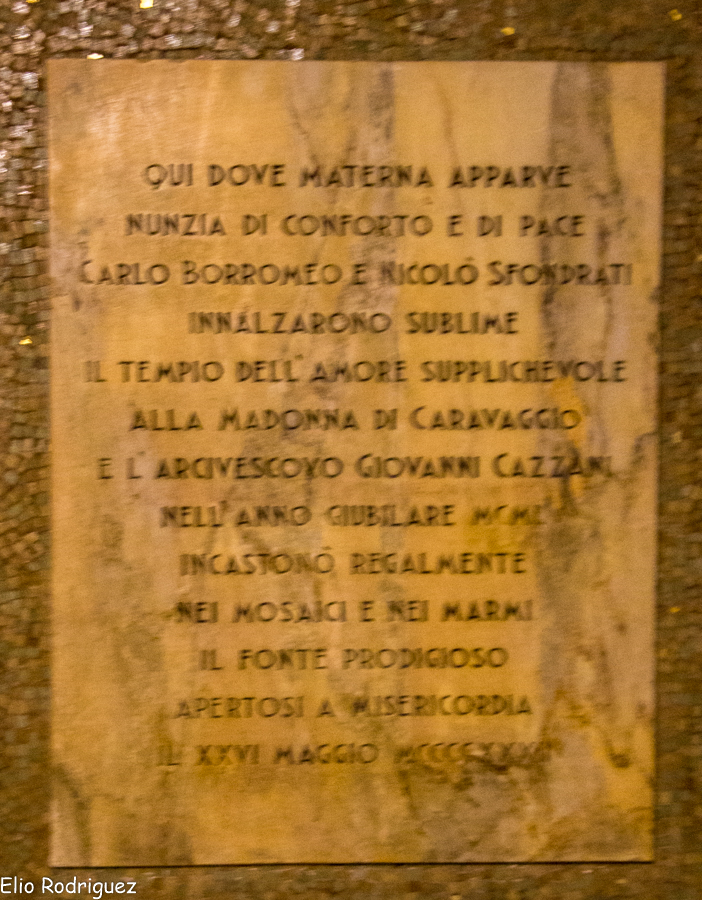 QUI DOVE MATERNA APPARVE
NUNZIA DI CONFORTO E DI PACE
CARLO BORROMEO E NICOLÒ SFONDRATI
INNALZARONO SUBLIME
IL TEMPIO DELL'AMORE SUPPLICHEVOLE
ALLA MADONNA DI CARAVAGGIO
E L'ARCIVESCOVO GIOVANNI CAZZANI
NELL'ANNO GIUBILARE MCML
INCASTONÒ REGALMENTE
NEI MOSAICI E NEI MARMI
IL FONTE PRODIGIOSO
APERTOSI A MISERICORDIA
IL XXVI MAGGIO
Elio Rodriguez